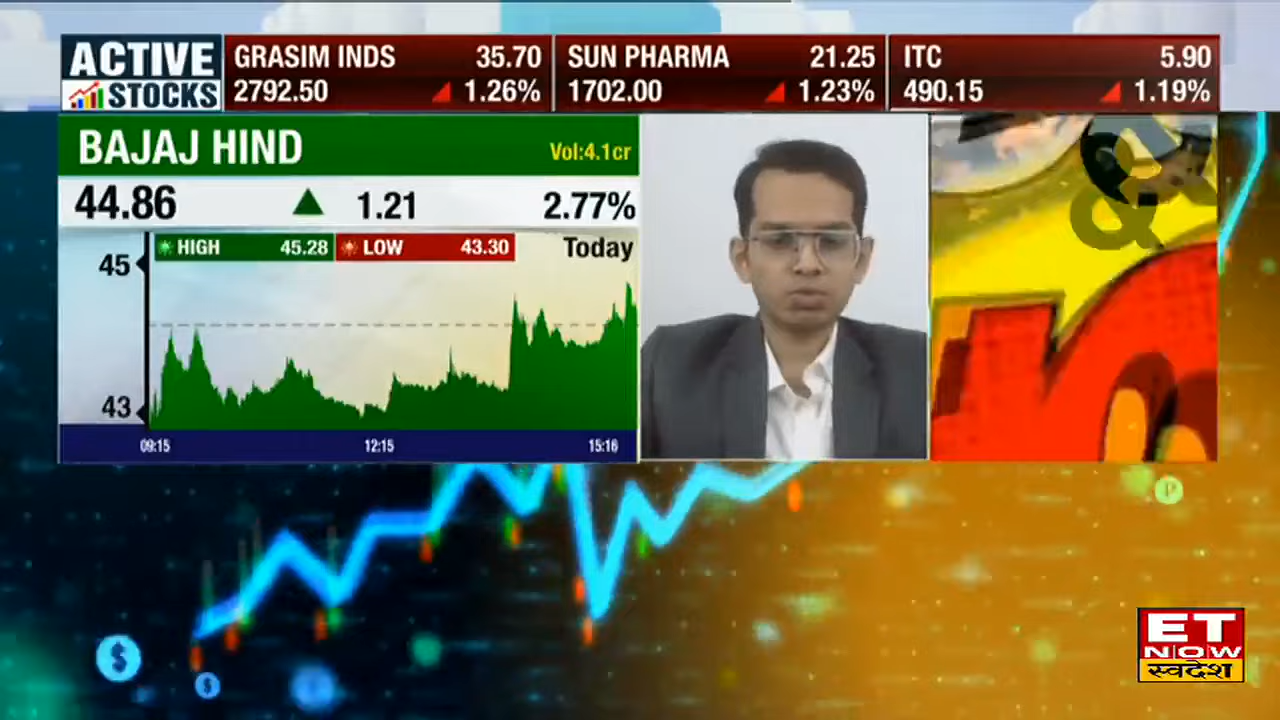 ACTIVE
STOCKS
GRASIM INDS 35.70
2792.50 1.26%
SUN PHARMA 21.25
1702.00 1.23%
ITC 5.90
490.15 1.19%
BAJAJ HIND Vol:4.1cr
44.86 1.21 2.77%
HIGH 45.28 LOW 43.30 Today
45
43
09:15 12:15 15:16
&
$
$
P
ET
NOW
स्वदेश